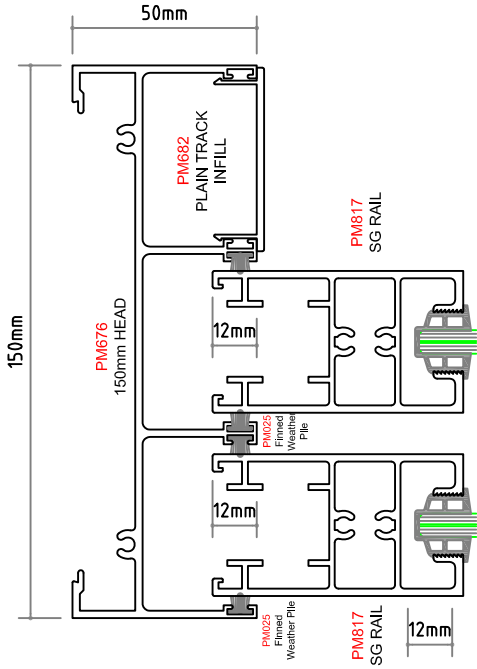 50mm
150mm
PM676
150mm HEAD
PM682
PLAIN TRACK
INFILL
PM817
SG RAIL
12mm
PM025
Finned
Weather
Pile
12mm
PM025
Finned
Weather Pile
PM817
SG RAIL
12mm